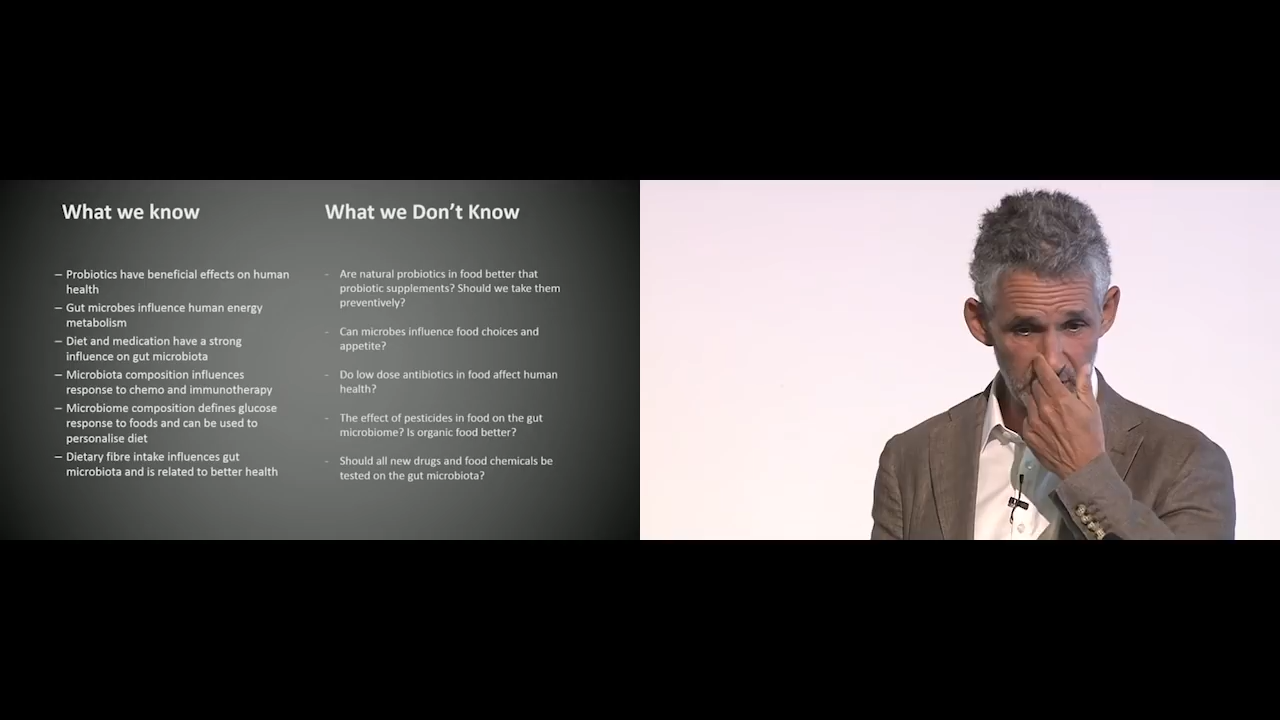 What we know
– Probiotics have beneficial effects on human
health
– Gut microbes influence human energy
metabolism
– Diet and medication have a strong
influence on gut microbiota
– Microbiota composition influences
response to chemo and immunotherapy
– Microbiome composition defines glucose
response to foods and can be used to
personalise diet
– Dietary fibre intake influences gut
microbiota and is related to better health
What we Don’t Know
- Are natural probiotics in food better that
probiotic supplements? Should we take them
preventively?
- Can microbes influence food choices and
appetite?
- Do low dose antibiotics in food affect human
health?
- The effect of pesticides in food on the gut
microbiome? Is organic food better?
- Should all new drugs and food chemicals be
tested on the gut microbiota?